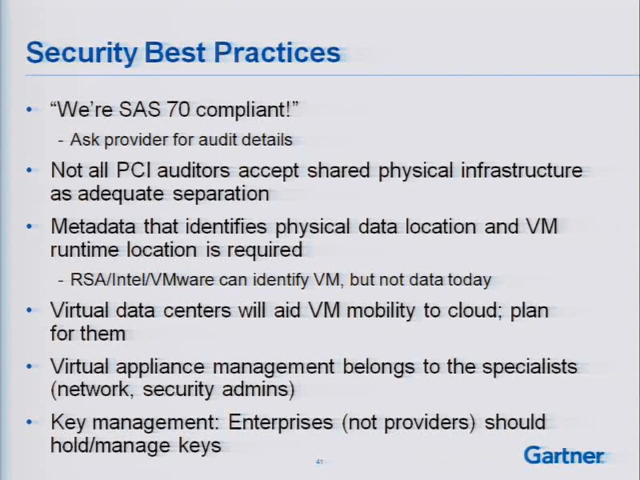 Security Best Practices
• “We’re SAS 70 compliant!”
- Ask provider for audit details
• Not all PCI auditors accept shared physical infrastructure
as adequate separation
• Metadata that identifies physical data location and VM
runtime location is required
- RSA/Intel/VMware can identify VM, but not data today
• Virtual data centers will aid VM mobility to cloud; plan
for them
• Virtual appliance management belongs to the specialists
(network, security admins)
• Key management: Enterprises (not providers) should
hold/manage keys
41
Gartner